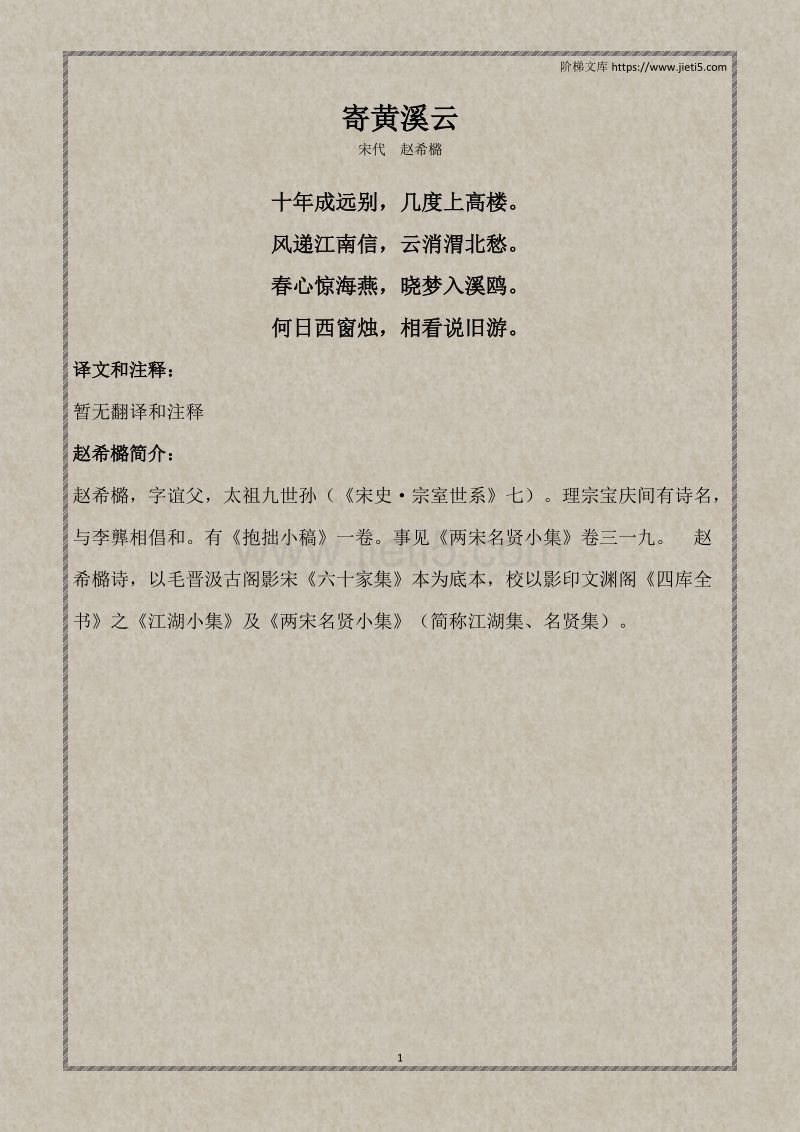 阶梯文库 https://www.jieti5.com
寄黄溪云
宋代 赵希㯝
十年成远别，几度上高楼。
风递江南信，云消渭北愁。
春心惊海燕，晓梦入溪鸥。
何日西窗烛，相看说旧游。
译文和注释：
暂无翻译和注释
赵希㯝简介：
赵希㯝，字谊父，太祖九世孙（《宋史·宗室世系》七）。理宗宝庆间有诗名，
与李龏相倡和。有《抱拙小稿》一卷。事见《两宋名贤小集》卷三一九。 赵
希㯝诗，以毛晋汲古阁影宋《六十家集》本为底本，校以影印文渊阁《四库全
书》之《江湖小集》及《两宋名贤小集》（简称江湖集、名贤集）。
1